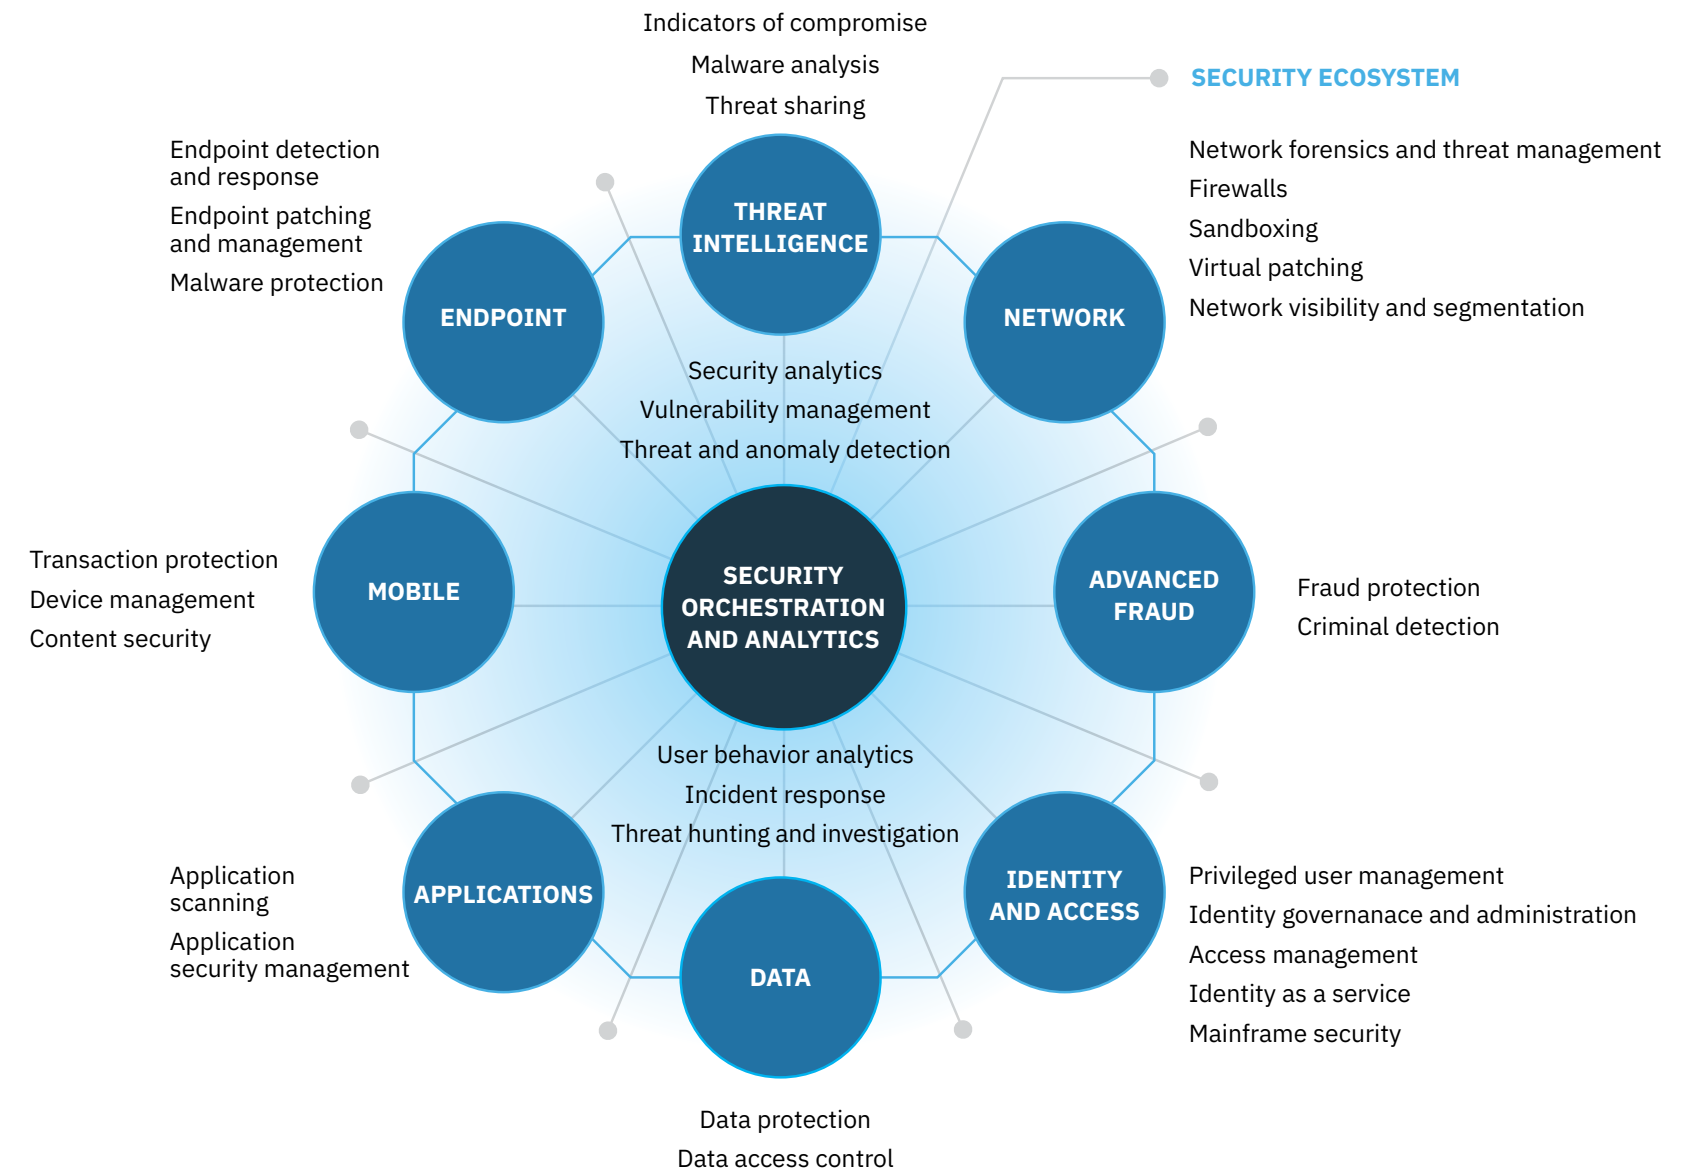 Indicators of compromise
Malware analysis
Threat sharing
SECURITY ECOSYSTEM
Endpoint detection
and response
Endpoint patching
and management
Malware protection
THREAT
INTELLIGENCE
Network forensics and threat management
Firewalls
Sandboxing
Virtual patching
Network visibility and segmentation
ENDPOINT
NETWORK
Security analytics
Vulnerability management
Threat and anomaly detection
Transaction protection
Device management
Content security
MOBILE
SECURITY
ORCHESTRATION
AND ANALYTICS
ADVANCED
FRAUD
Fraud protection
Criminal detection
User behavior analytics
Incident response
Threat hunting and investigation
Application
scanning
Application
security management
APPLICATIONS
IDENTITY
AND ACCESS
Privileged user management
Identity governanace and administration
Access management
Identity as a service
Mainframe security
DATA
Data protection
Data access control